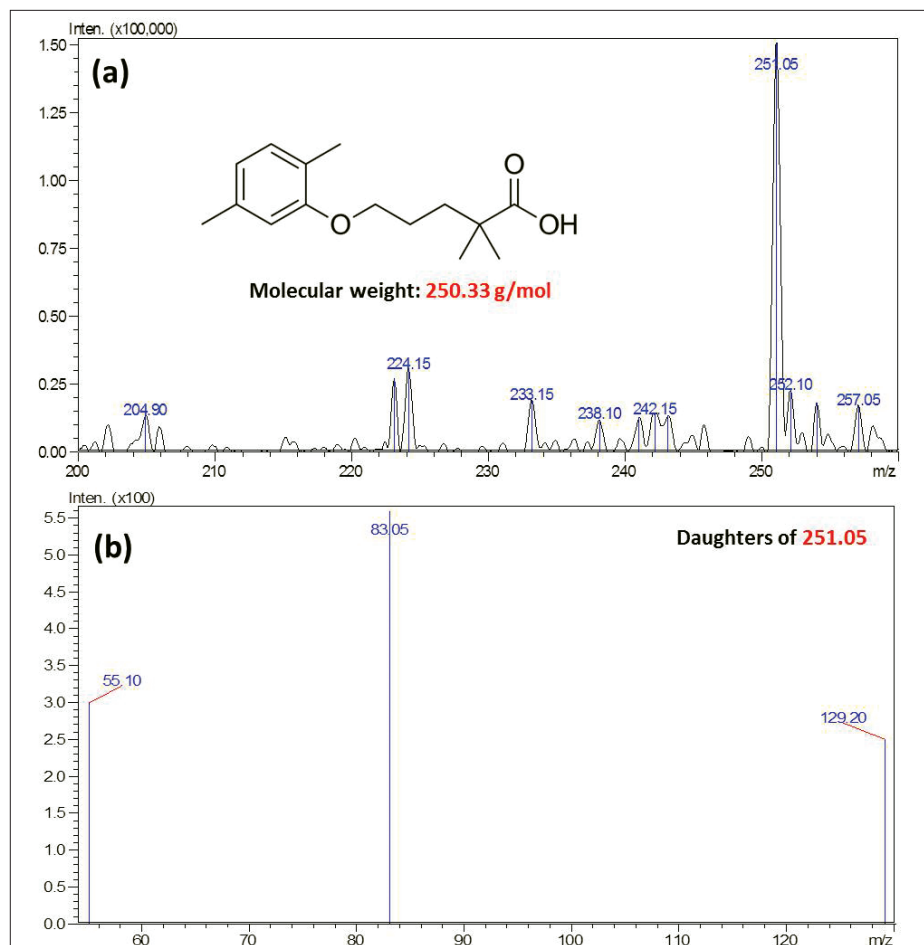 Inten. (x100,000)
1.50
(a)
251.05
1.25
O
1.00
OH
O
0.75
Molecular weight: 250.33 g/mol
0.50
224.15
0.25
204.90
233.15
238.10
242.15
252.10
257.05
0.00
200 210 220 230 240 250 m/z
Inten. (x100)
5.5
(b)
83.05
Daughters of 251.05
5.0
4.5
4.0
3.5
55.10
3.0
129.20
2.5
2.0
1.5
1.0
0.5
0.0
60 70 80 90 100 110 120 m/z